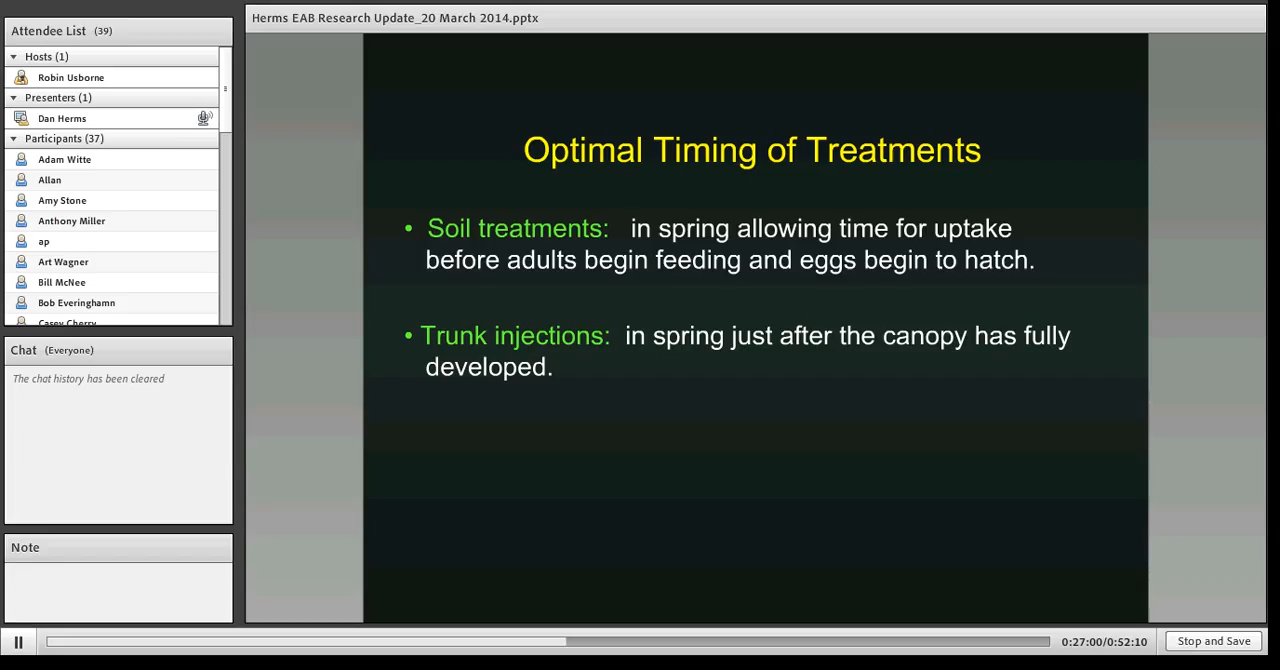 Herms EAB Research Update_20 March 2014.pptx
Attendee List (39)
Hosts (1)
Robin Usborne
Presenters (1)
Dan Herms
Participants (37)
Adam Witte
Allan
Amy Stone
Anthony Miller
ap
Art Wagner
Bill McNee
Bob Everinghamn
Casey Cherry
Chat (Everyone)
The chat history has been cleared
Note
Optimal Timing of Treatments
• Soil treatments: in spring allowing time for uptake
before adults begin feeding and eggs begin to hatch.
• Trunk injections: in spring just after the canopy has fully
developed.
0:27:00/0:52:10
Stop and Save